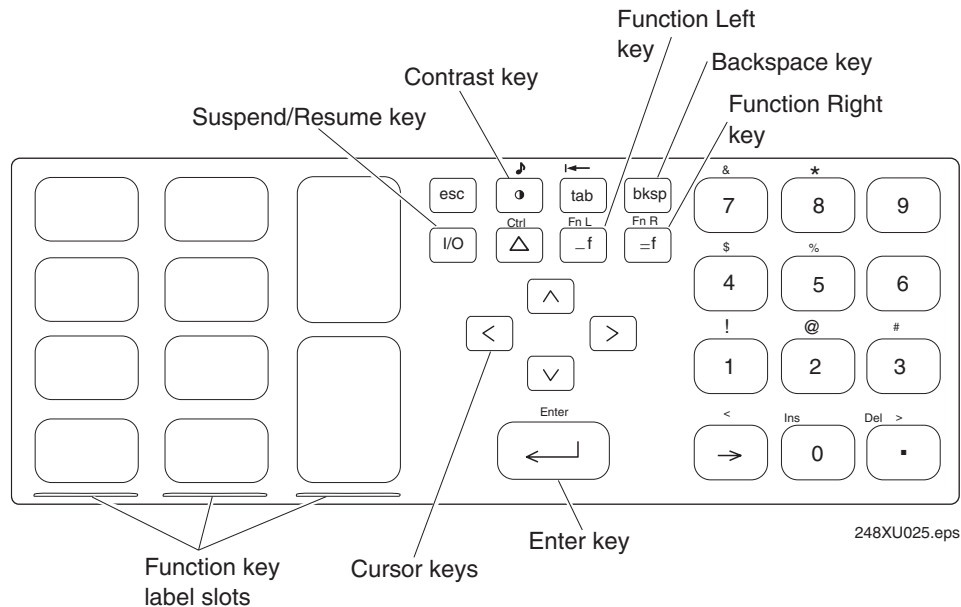 Function Left
key
Backspace key
Contrast key
Function Right
key
Suspend/Resume key
& *
esc tab bksp 7 8 9
Ctrl Fn L Fn R
I/O _f =f
$ %
4 5 6
! @ #
1 2 3
Enter
< Ins Del >
0 .
248XU025.eps
Enter key
Function key
label slots
Cursor keys